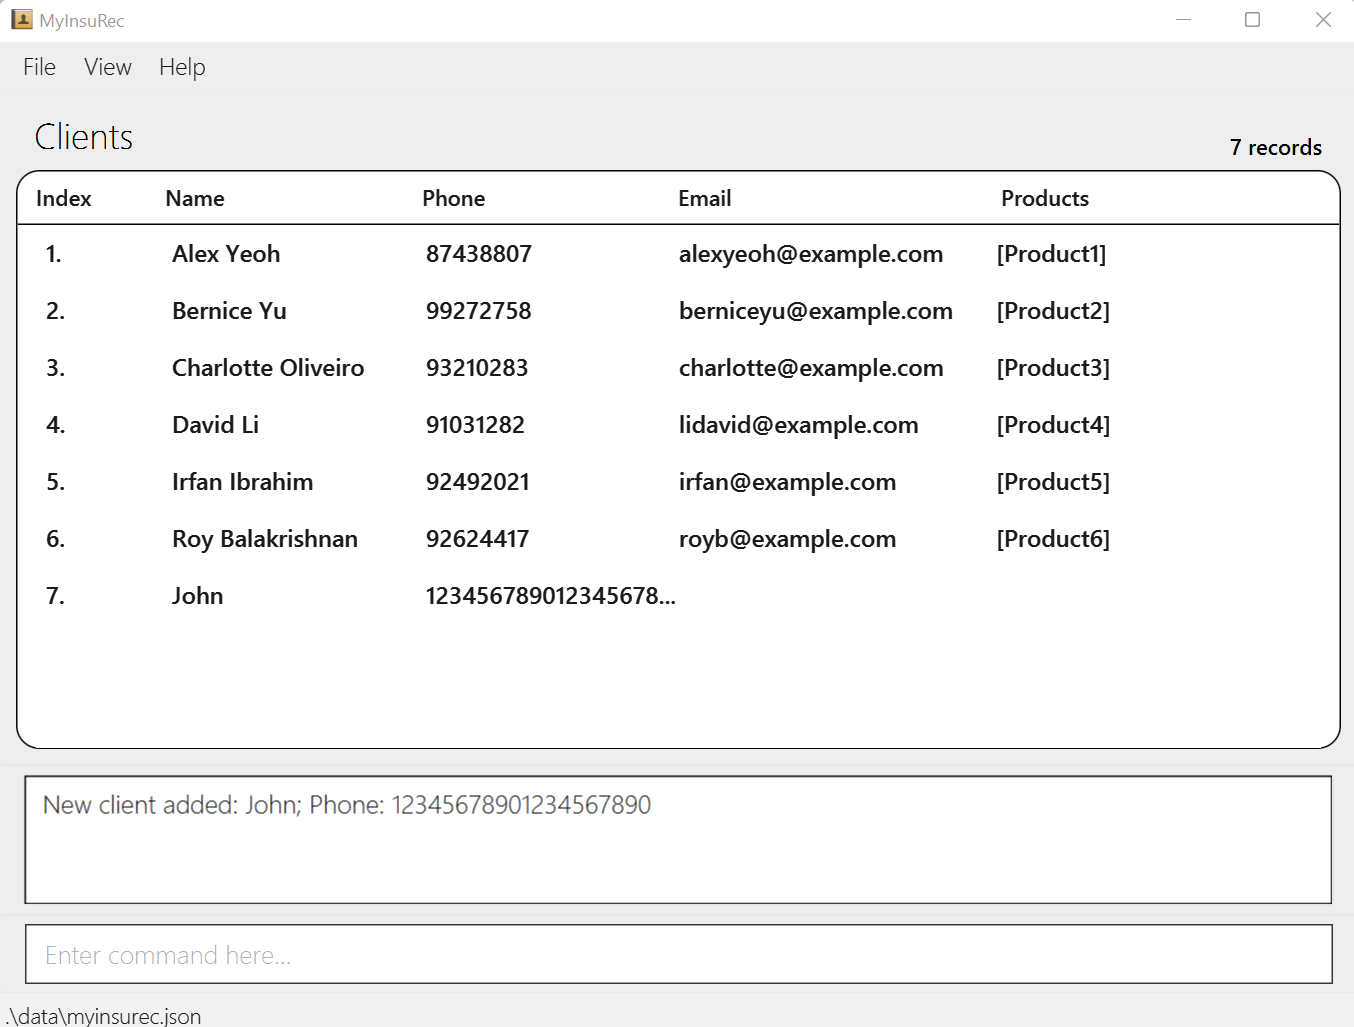 MyInsuRec
File View Help
Clients
7 records
Index Name Phone Email Products
1. Alex Yeoh 87438807 alexyeoh@example.com [Product1]
2. Bernice Yu 99272758 berniceyu@example.com [Product2]
3. Charlotte Oliveiro 93210283 charlotte@example.com [Product3]
4. David Li 91031282 lidavid@example.com [Product4]
5. Irfan Ibrahim 92492021 irfan@example.com [Product5]
6. Roy Balakrishnan 92624417 royb@example.com [Product6]
7. John 123456789012345678...
New client added: John; Phone: 12345678901234567890
Enter command here...
.\data\myinsurec.json